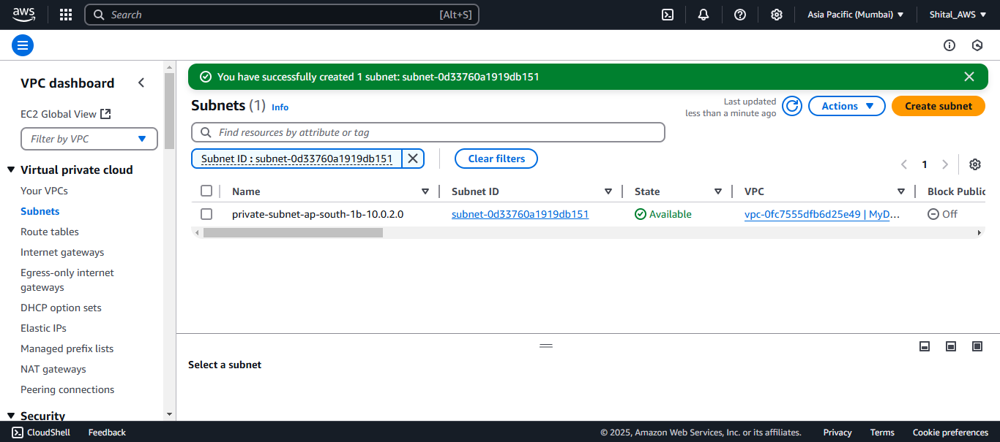 aws
Search [Alt+S]
Asia Pacific (Mumbai) Shital_AWS
VPC dashboard
EC2 Global View
Filter by VPC
Virtual private cloud
Your VPCs
Subnets
Route tables
Internet gateways
Egress-only internet
gateways
DHCP option sets
Elastic IPs
Managed prefix lists
NAT gateways
Peering connections
Security
You have successfully created 1 subnet: subnet-0d33760a1919db151
Subnets (1) Info
Last updated
less than a minute ago
Actions
Create subnet
Find resources by attribute or tag
Subnet ID : subnet-0d33760a1919db151
Clear filters
1
Name Subnet ID State VPC Block Public
private-subnet-ap-south-1b-10.0.2.0 subnet-0d33760a1919db151 Available vpc-0fc7555dfb6d25e49 | MyD... Off
Select a subnet
CloudShell Feedback © 2025, Amazon Web Services, Inc. or its affiliates. Privacy Terms Cookie preferences